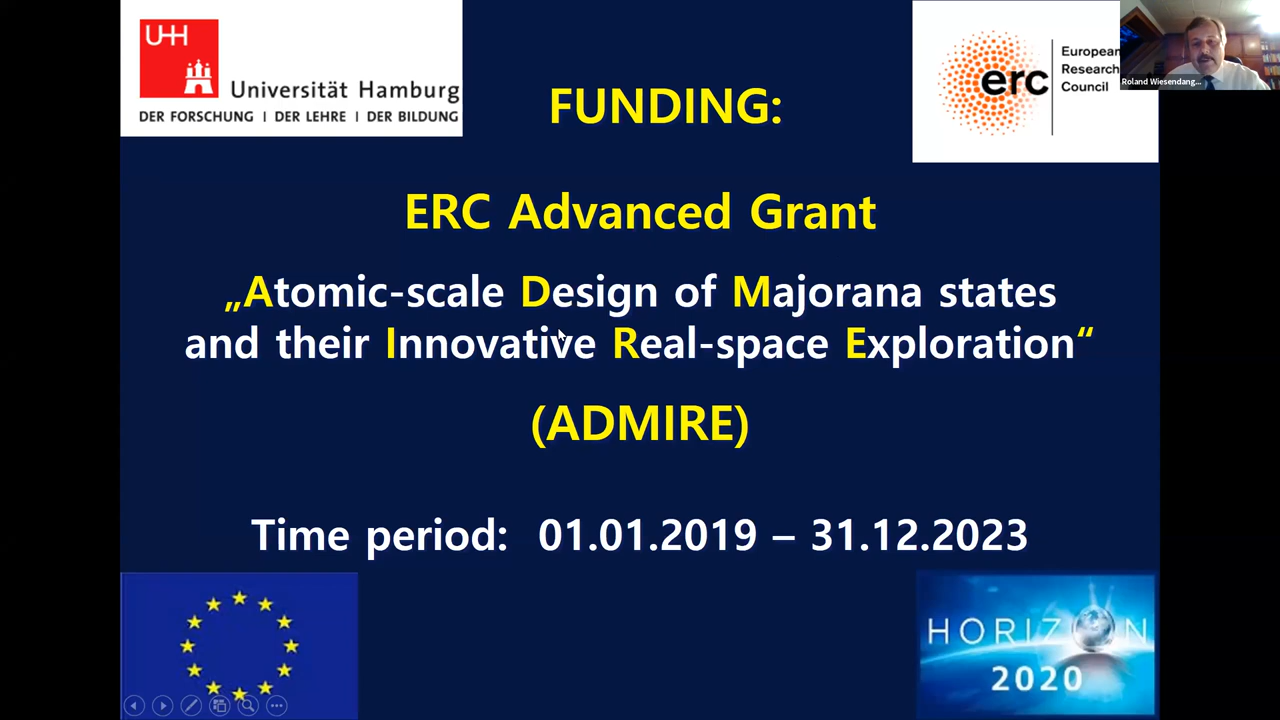 UHH
Universität Hamburg
DER FORSCHUNG I DER LEHRE I DER BILDUNG
FUNDING:
erc
European
Research
Council
Roland Wiesendang...
ERC Advanced Grant
„Atomic-scale Design of Majorana states
and their Innovative Real-space Exploration“
(ADMIRE)
Time period: 01.01.2019 – 31.12.2023
HORIZON
2020